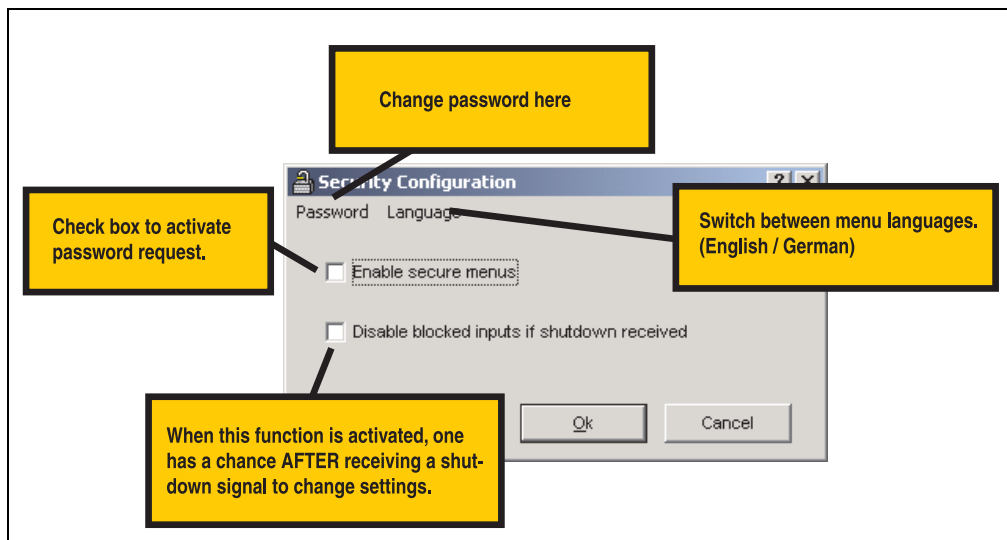 Change password here
Security Configuration
Password Language
Check box to activate
password request.
Switch between menu languages.
(English / German)
Enable secure menus
Disable blocked inputs if shutdown received
When this function is activated, one
has a chance AFTER receiving a shut-
down signal to change settings.
Ok
Cancel